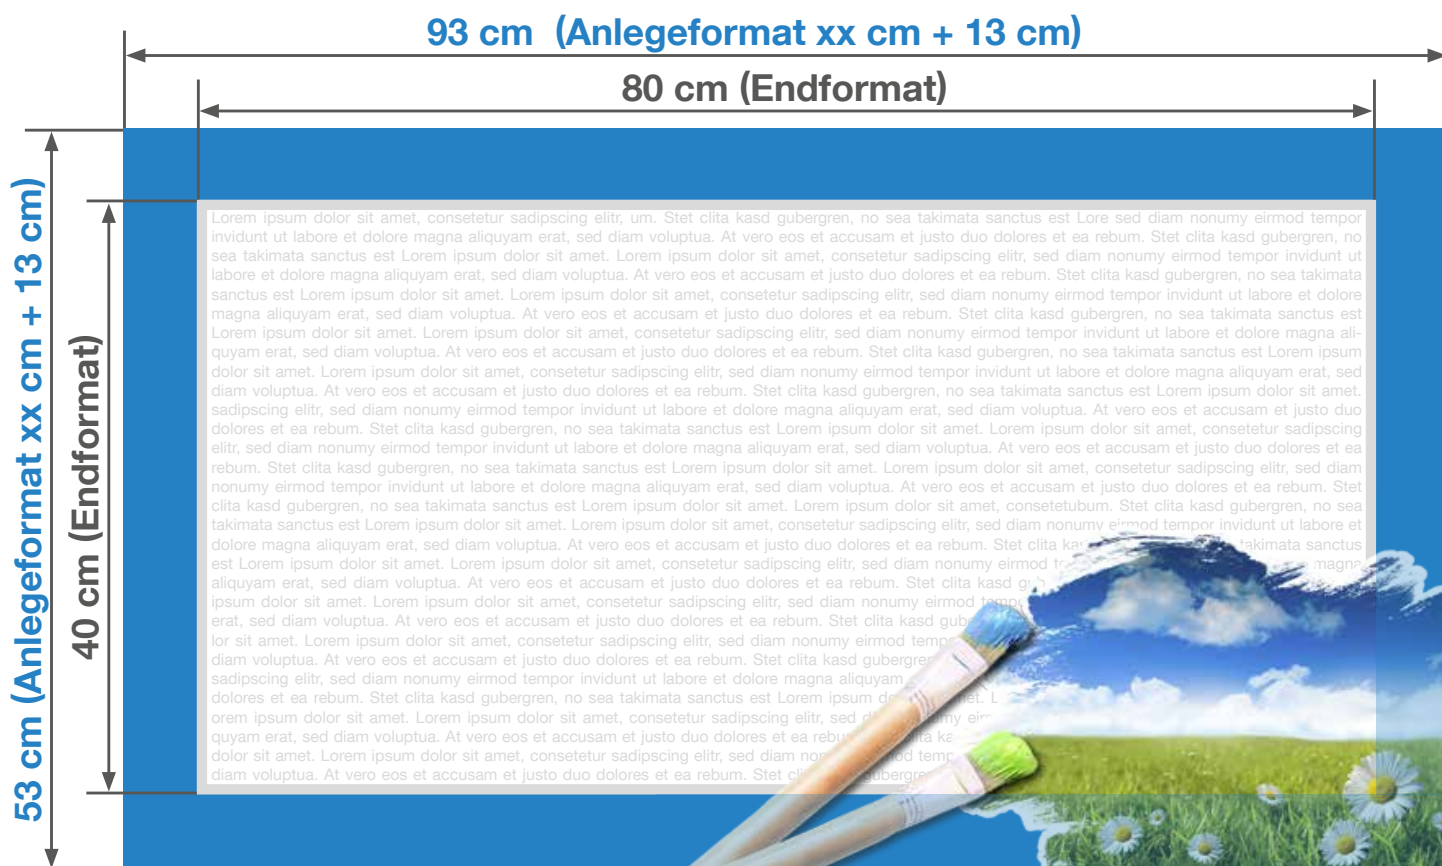 93 cm  (Anlegeformat xx cm + 13 cm)
80 cm (Endformat)
53 cm (Anlegeformat xx cm + 13 cm)
40 cm (Endformat)
Lorem ipsum dolor sit amet, consetetur sadipscing elitr, um. Stet clita kasd gubergren, no sea takimata sanctus est Lore sed diam nonumy eirmod tempor
invidunt ut labore et dolore magna aliquyam erat, sed diam voluptua. At vero eos et accusam et justo duo dolores et ea rebum. Stet clita kasd gubergren, no
sea takimata sanctus est Lorem ipsum dolor sit amet. Lorem ipsum dolor sit amet, consetetur sadipscing elitr, sed diam nonumy eirmod tempor invidunt ut
labore et dolore magna aliquyam erat, sed diam voluptua. At vero eos et accusam et justo duo dolores et ea rebum. Stet clita kasd gubergren, no sea takimata
sanctus est Lorem ipsum dolor sit amet. Lorem ipsum dolor sit amet, consetetur sadipscing elitr, sed diam nonumy eirmod tempor invidunt ut labore et dolore
magna aliquyam erat, sed diam voluptua. At vero eos et accusam et justo duo dolores et ea rebum. Stet clita kasd gubergren, no sea takimata sanctus est
Lorem ipsum dolor sit amet. Lorem ipsum dolor sit amet, consetetur sadipscing elitr, sed diam nonumy eirmod tempor invidunt ut labore et dolore magna ali-
quyam erat, sed diam voluptua. At vero eos et accusam et justo duo dolores et ea rebum. Stet clita kasd gubergren, no sea takimata sanctus est Lorem ipsum
dolor sit amet. Lorem ipsum dolor sit amet, consetetur sadipscing elitr, sed diam nonumy eirmod tempor invidunt ut labore et dolore magna aliquyam erat, sed
diam voluptua. At vero eos et accusam et justo duo dolores et ea rebum. Stet clita kasd gubergren, no sea takimata sanctus est Lorem ipsum dolor sit amet.
sadipscing elitr, sed diam nonumy eirmod tempor invidunt ut labore et dolore magna aliquyam erat, sed diam voluptua. At vero eos et accusam et justo duo
dolores et ea rebum. Stet clita kasd gubergren, no sea takimata sanctus est Lorem ipsum dolor sit amet. Lorem ipsum dolor sit amet, consetetur sadipscing
elitr, sed diam nonumy eirmod tempor invidunt ut labore et dolore magna aliquyam erat, sed diam voluptua. At vero eos et accusam et justo duo dolores et ea
rebum. Stet clita kasd gubergren, no sea takimata sanctus est Lorem ipsum dolor sit amet. Lorem ipsum dolor sit amet, consetetur sadipscing elitr, sed diam
nonumy eirmod tempor invidunt ut labore et dolore magna aliquyam erat, sed diam voluptua. At vero eos et accusam et justo duo dolores et ea rebum. Stet
clita kasd gubergren, no sea takimata sanctus est Lorem ipsum dolor sit amet. Lorem ipsum dolor sit amet, consetetubum. Stet clita kasd gubergren, no sea
takimata sanctus est Lorem ipsum dolor sit amet. Lorem ipsum dolor sit amet, consetetur sadipscing elitr, sed diam nonumy eirmod tempor invidunt ut labore et
dolore magna aliquyam erat, sed diam voluptua. At vero eos et accusam et justo duo dolores et ea rebum. Stet clita takimata sanctus
est Lorem ipsum dolor sit amet. Lorem ipsum dolor sit amet, sadipscing elitr, sed diam nonumy eirmod magna
aliquyam erat, sed diam voluptua. At vero eos et accusam et justo duo dolores et ea rebum. Stet clita kasd
ipsum dolor sit amet. Lorem ipsum dolor sit amet, consetetur sadipscing elitr, sed diam nonumy eirmod
erat, sed diam voluptua. At vero eos et accusam et justo duo dolores et ea rebum. Stet clita kasd
lor sit amet. Lorem ipsum dolor sit amet, consetetur sadipscing elitr, sed diam nonumy eirmod
diam voluptua. At vero eos et accusam et justo duo dolores et ea rebum. Stet clita kasd
sadipscing elitr, sed diam nonumy eirmod tempor invidunt ut labore et dolore magna aliquyam
dolores et ea rebum. Stet clita kasd gubergren, no sea takimata sanctus est Lorem ipsum
orem ipsum dolor sit amet. Lorem ipsum dolor sit amet, consetetur sadipscing elitr, sed
quyam erat, sed diam voluptua. At vero eos et accusam et justo duo dolores et ea
dolor sit amet. Lorem ipsum dolor sit amet, consetetur sadipscing elitr, sed diam
diam voluptua. At vero eos et accusam et justo duo dolores et ea rebum. Stet